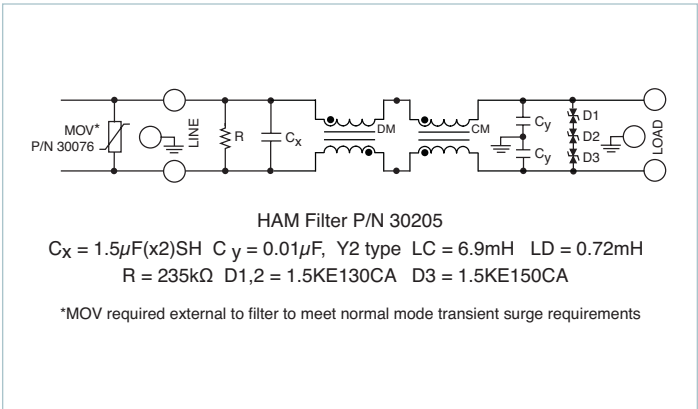 MOV*
P/N 30076
LINE
R
Cx
DM
CM
Cy
Cy
D1
D2
D3
LOAD
HAM Filter P/N 30205
Cx = 1.5µF(x2)SH C y = 0.01µF, Y2 type LC = 6.9mH LD = 0.72mH
R = 235kΩ D1,2 = 1.5KE130CA D3 = 1.5KE150CA
*MOV required external to filter to meet normal mode transient surge requirements